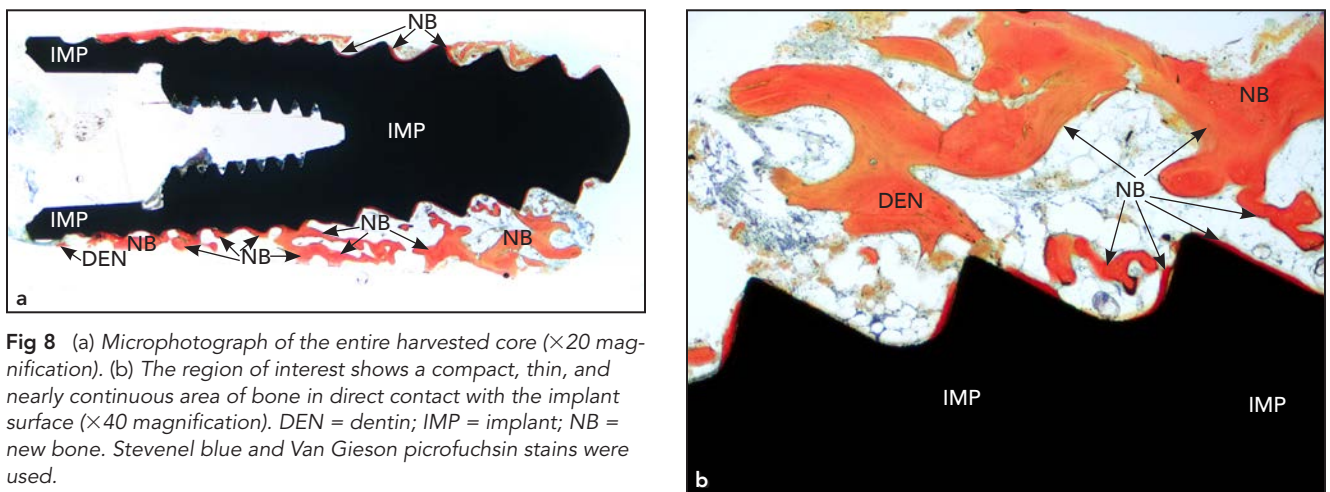 NB
IMP
IMP
IMP
NB
NB
NB
DEN
NB
a
Fig 8 (a) Microphotograph of the entire harvested core (×20 mag-
nification). (b) The region of interest shows a compact, thin, and
nearly continuous area of bone in direct contact with the implant
surface (×40 magnification). DEN = dentin; IMP = implant; NB =
new bone. Stevenel blue and Van Gieson picrofuchsin stains were
used.
NB
NB
DEN
IMP
IMP
b